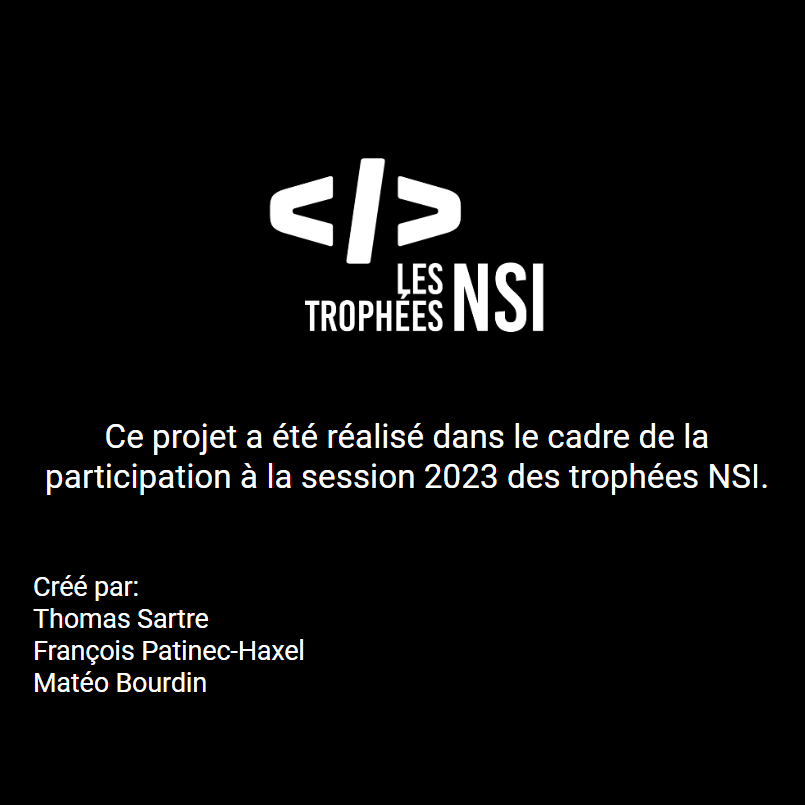 </>
LES
TROPHÉES NSI
Ce projet a été réalisé dans le cadre de la
participation à la session 2023 des trophées NSI.
Créé par:
Thomas Sartre
François Patinec-Haxel
Matéo Bourdin